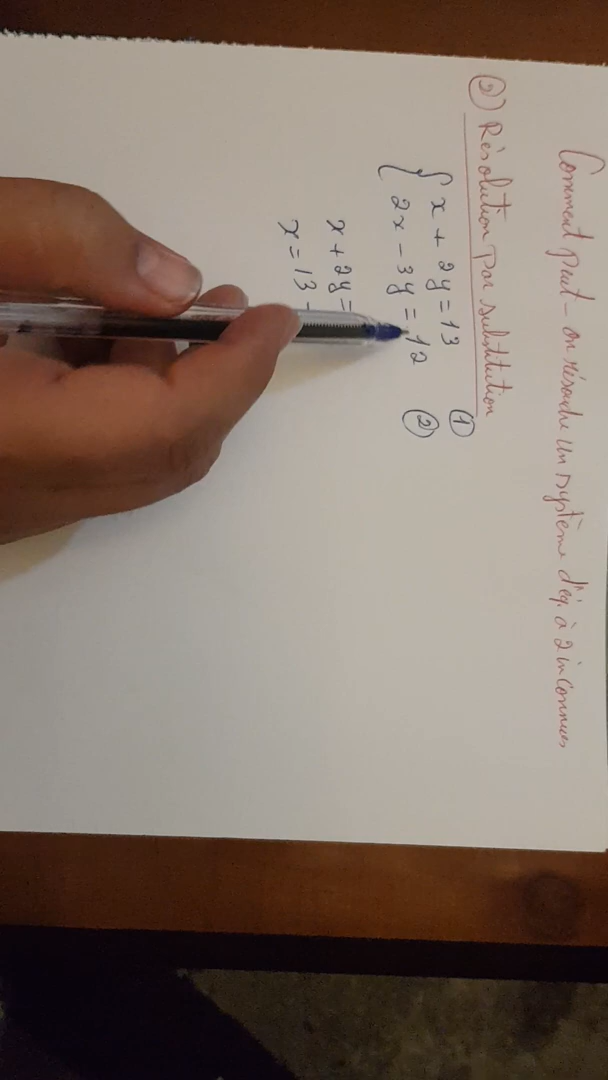 Comment peut-on résoudre un système d'éq. à 2 inconnues
② Résolution par substitution
{ x + 2y = 13 ①
2x - 3y = 12 ②
x + 2y =
x = 13 -